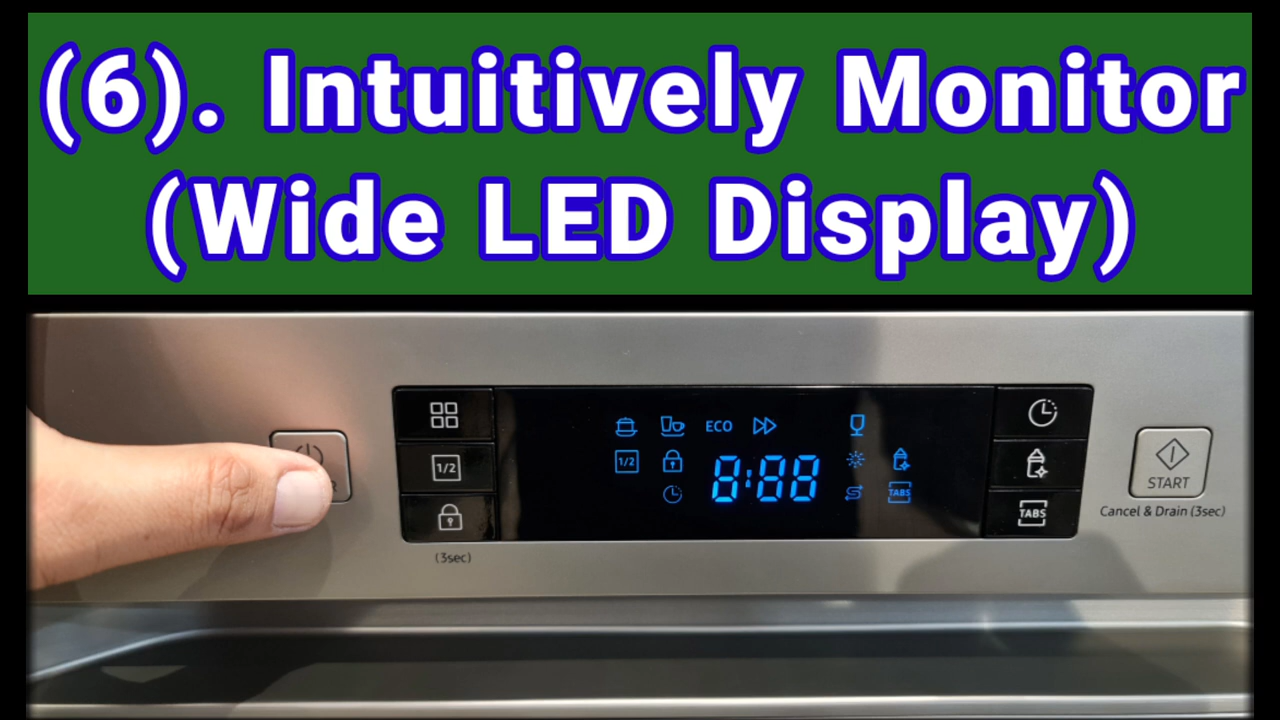 (6). Intuitively Monitor
(Wide LED Display)
ECO
1/2
1/2
8:88
TABS
TABS
START
Cancel & Drain (3sec)
(3sec)